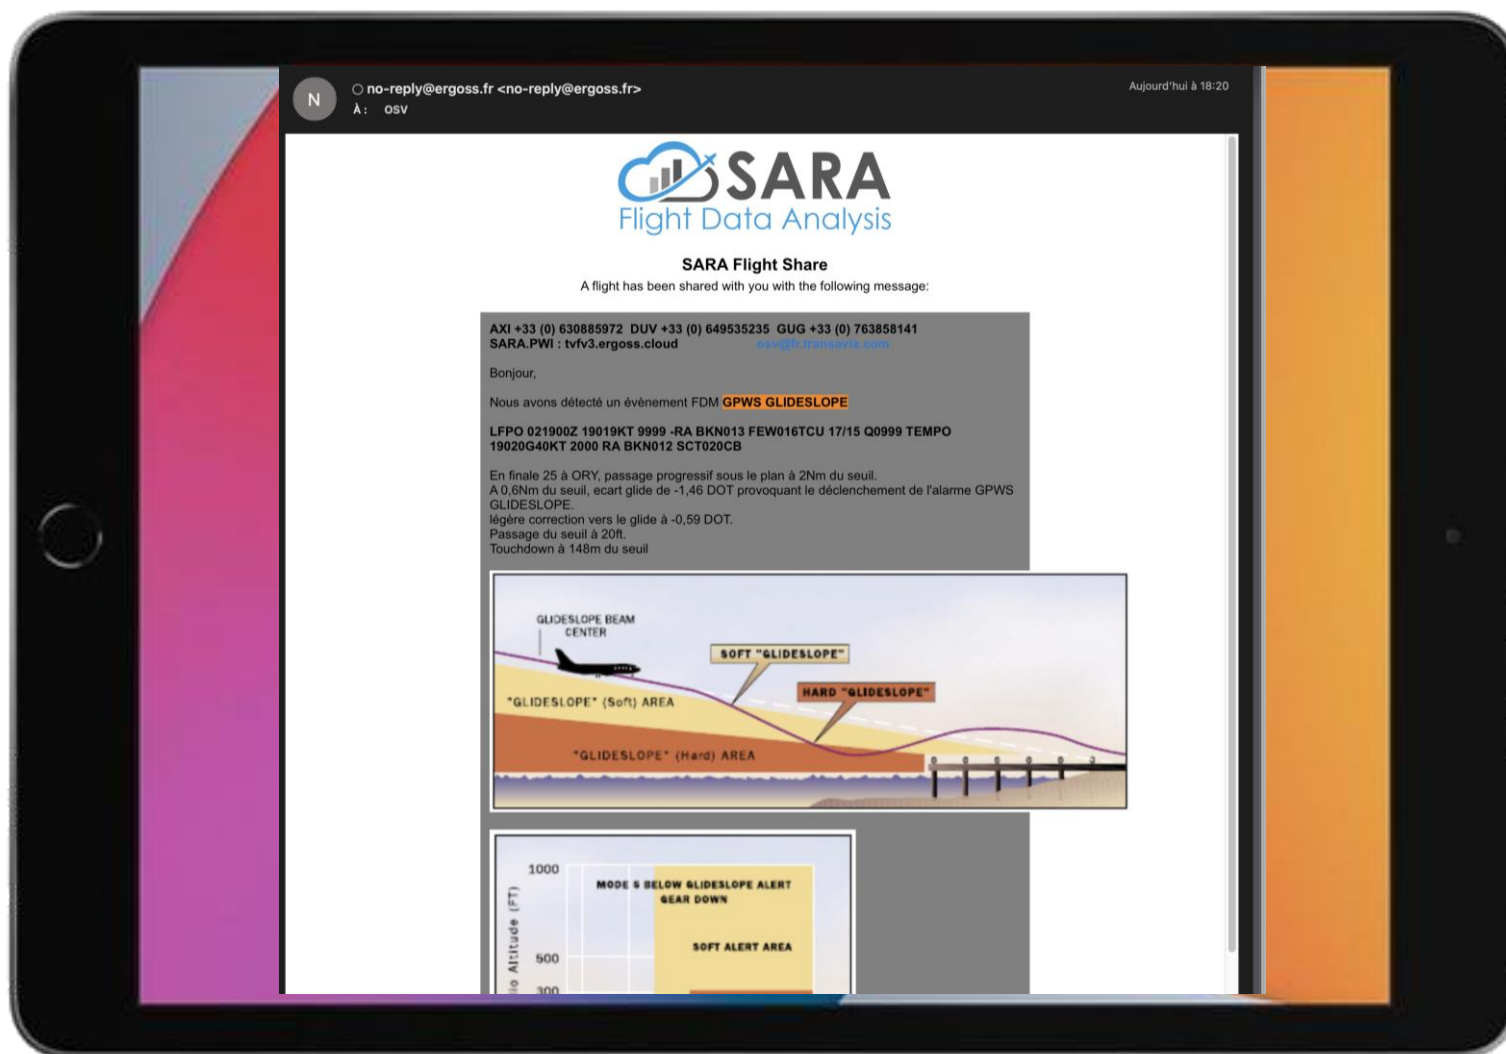 N
no-reply@ergoss.fr <no-reply@ergoss.fr>
Aujourd'hui à 18:20
À : osv
SARA
Flight Data Analysis
SARA Flight Share
A flight has been shared with you with the following message:
AXI +33 (0) 630885972 DUV +33 (0) 649535235 GUG +33 (0) 763858141
SARA.PWI : tvfv3.ergoss.cloud osv@fr.transavia.com
Bonjour,
Nous avons détecté un évènement FDM GPWS GLIDESLOPE
LFPO 021900Z 19019KT 9999 -RA BKN013 FEW016TCU 17/15 Q0999 TEMPO
19020G40KT 2000 RA BKN012 SCT020CB
En finale 25 à ORY, passage progressif sous le plan à 2Nm du seuil.
A 0,6Nm du seuil, ecart glide de -1,46 DOT provoquant le déclenchement de l'alarme GPWS
GLIDESLOPE.
légère correction vers le glide à -0,59 DOT.
Passage du seuil à 20ft.
Touchdown à 148m du seuil
GLIDESLOPE BEAM
CENTER
SOFT "GLIDESLOPE"
HARD "GLIDESLOPE"
"GLIDESLOPE" (Soft) AREA
"GLIDESLOPE" (Hard) AREA
1000
MODE 5 BELOW GLIDESLOPE ALERT
GEAR DOWN
SOFT ALERT AREA
500
300
Altitude (FT)